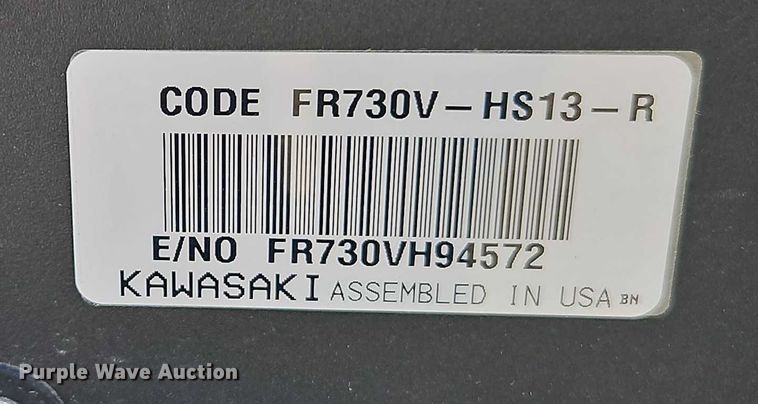 CODE FR730V-HS13-R
E/NO FR730VH94572
KAWASAKI ASSEMBLED IN USA BN
Purple Wave Auction